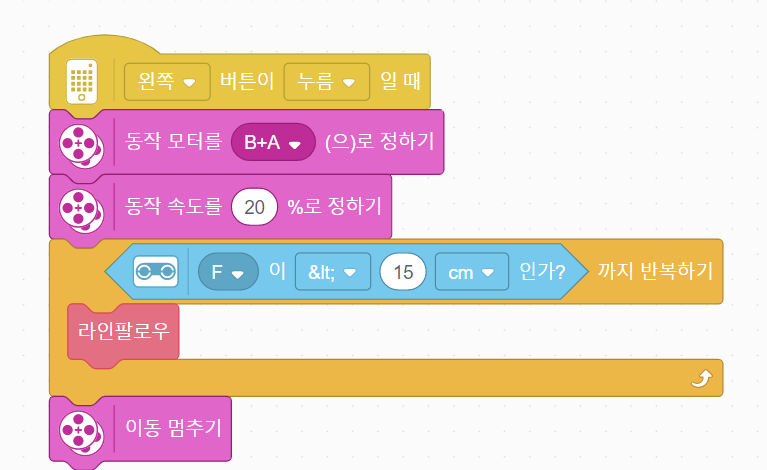 왼쪽 버튼이 누름 일 때
동작 모터를 B+A (으)로 정하기
동작 속도를 20 %로 정하기
F 이 &lt; 15 cm 인가? 까지 반복하기
라인팔로우
이동 멈추기